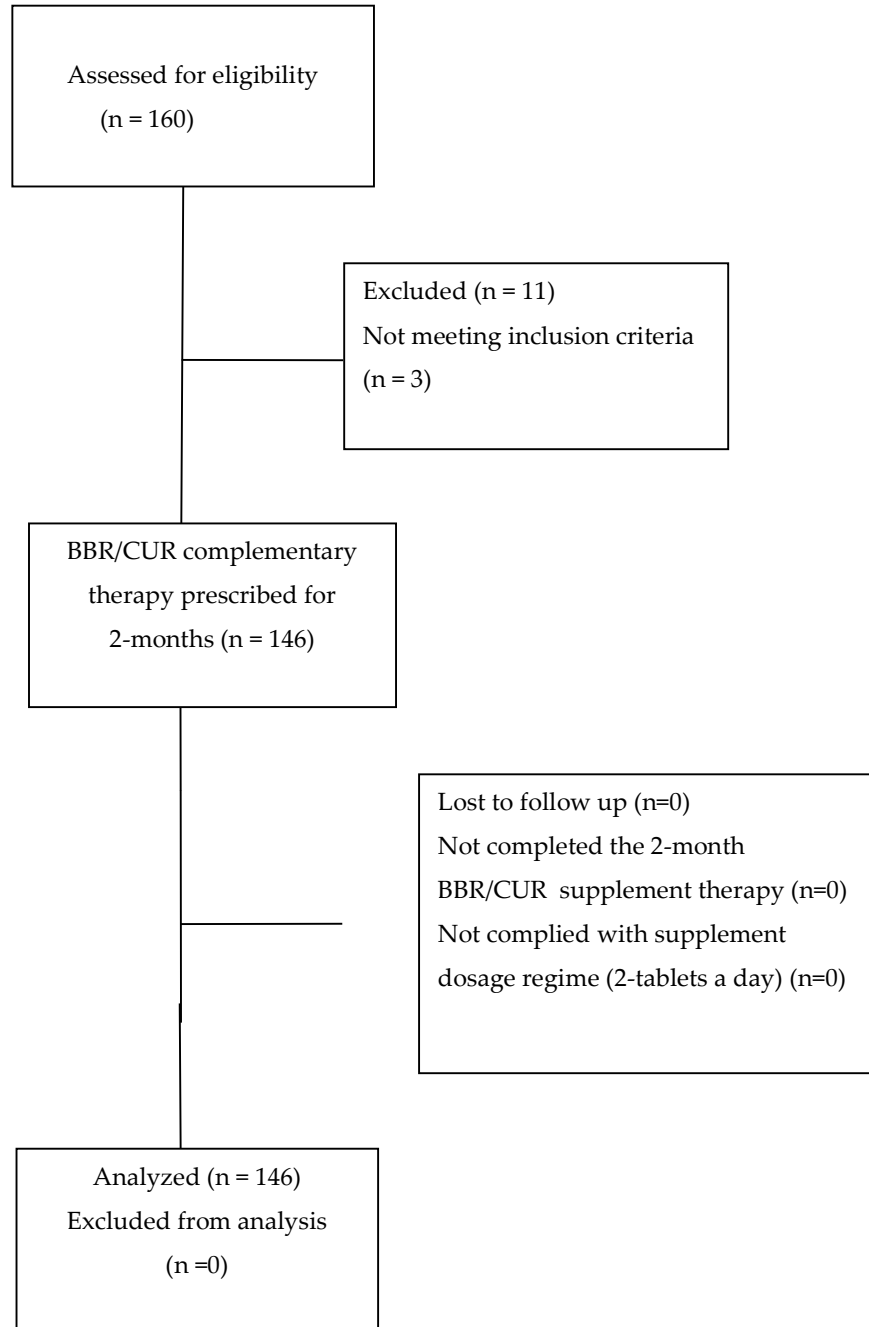 Assessed for eligibility
(n = 160)
Excluded (n = 11)
Not meeting inclusion criteria
(n = 3)
BBR/CUR complementary
therapy prescribed for
2-months (n = 146)
Lost to follow up (n=0)
Not completed the 2-month
BBR/CUR supplement therapy (n=0)
Not complied with supplement
dosage regime (2-tablets a day) (n=0)
Analyzed (n = 146)
Excluded from analysis
(n =0)